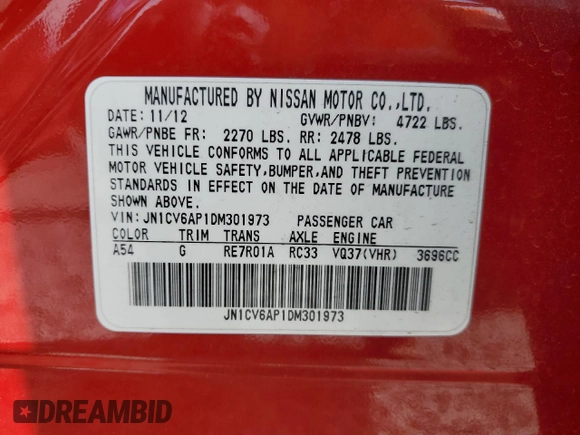 MANUFACTURED BY NISSAN MOTOR CO.,LTD.
DATE: 11/12 GVWR/PNBV: 4722 LBS.
GAWR/PNBE FR: 2270 LBS. RR: 2478 LBS.
THIS VEHICLE CONFORMS TO ALL APPLICABLE FEDERAL
MOTOR VEHICLE SAFETY,BUMPER,AND THEFT PREVENTION
STANDARDS IN EFFECT ON THE DATE OF MANUFACTURE
SHOWN ABOVE.
VIN: JN1CV6AP1DM301973 PASSENGER CAR
COLOR TRIM TRANS AXLE ENGINE
A54 G RE7R01A RC33 VQ37(VHR) 3696CC
JN1CV6AP1DM301973
DREAMBID